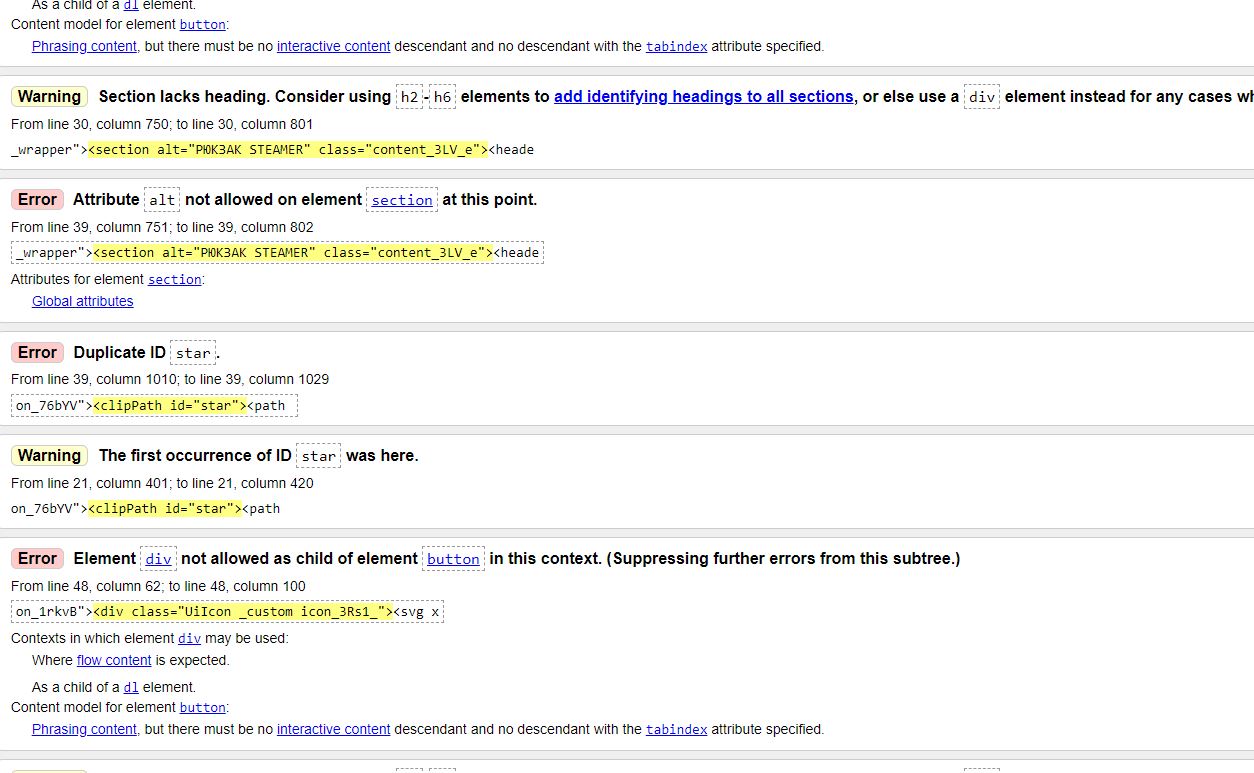 As a child of a dl element.
Content model for element button:
Phrasing content, but there must be no interactive content descendant and no descendant with the tabindex attribute specified.
Warning Section lacks heading. Consider using h2-h6 elements to add identifying headings to all sections, or else use a div element instead for any cases wh
From line 30, column 750; to line 30, column 801
_wrapper"><section alt="РЮКЗАК STEAMER" class="content_3LV_e"><heade
Error Attribute alt not allowed on element section at this point.
From line 39, column 751; to line 39, column 802
_wrapper"><section alt="РЮКЗАК STEAMER" class="content_3LV_e"><heade
Attributes for element section:
Global attributes
Error Duplicate ID star.
From line 39, column 1010; to line 39, column 1029
on_76bYV"><clipPath id="star"><path
Warning The first occurrence of ID star was here.
From line 21, column 401; to line 21, column 420
on_76bYV"><clipPath id="star"><path
Error Element div not allowed as child of element button in this context. (Suppressing further errors from this subtree.)
From line 48, column 62; to line 48, column 100
on_1rkvB"><div class="UiIcon _custom icon_3Rs1_"><svg x
Contexts in which element div may be used:
Where flow content is expected.
As a child of a dl element.
Content model for element button:
Phrasing content, but there must be no interactive content descendant and no descendant with the tabindex attribute specified.